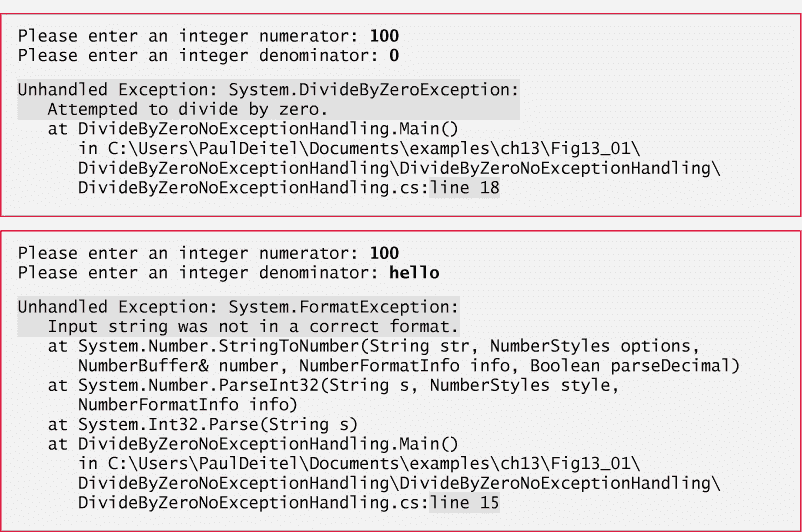 Please enter an integer numerator: 100
Please enter an integer denominator: 0
Unhandled Exception: System.DivideByZeroException:
Attempted to divide by zero.
at DivideByZeroNoExceptionHandling.Main()
in C:\Users\PaulDeitel\Documents\examples\ch13\Fig13_01\
DivideByZeroNoExceptionHandling\DivideByZeroNoExceptionHandling\
DivideByZeroNoExceptionHandling.cs:line 18
Please enter an integer numerator: 100
Please enter an integer denominator: hello
Unhandled Exception: System.FormatException:
Input string was not in a correct format.
at System.Number.StringToNumber(String str, NumberStyles options,
NumberBuffer& number, NumberFormatInfo info, Boolean parseDecimal)
at System.Number.ParseInt32(String s, NumberStyles style,
NumberFormatInfo info)
at System.Int32.Parse(String s)
at DivideByZeroNoExceptionHandling.Main()
in C:\Users\PaulDeitel\Documents\examples\ch13\Fig13_01\
DivideByZeroNoExceptionHandling\DivideByZeroNoExceptionHandling\
DivideByZeroNoExceptionHandling.cs:line 15